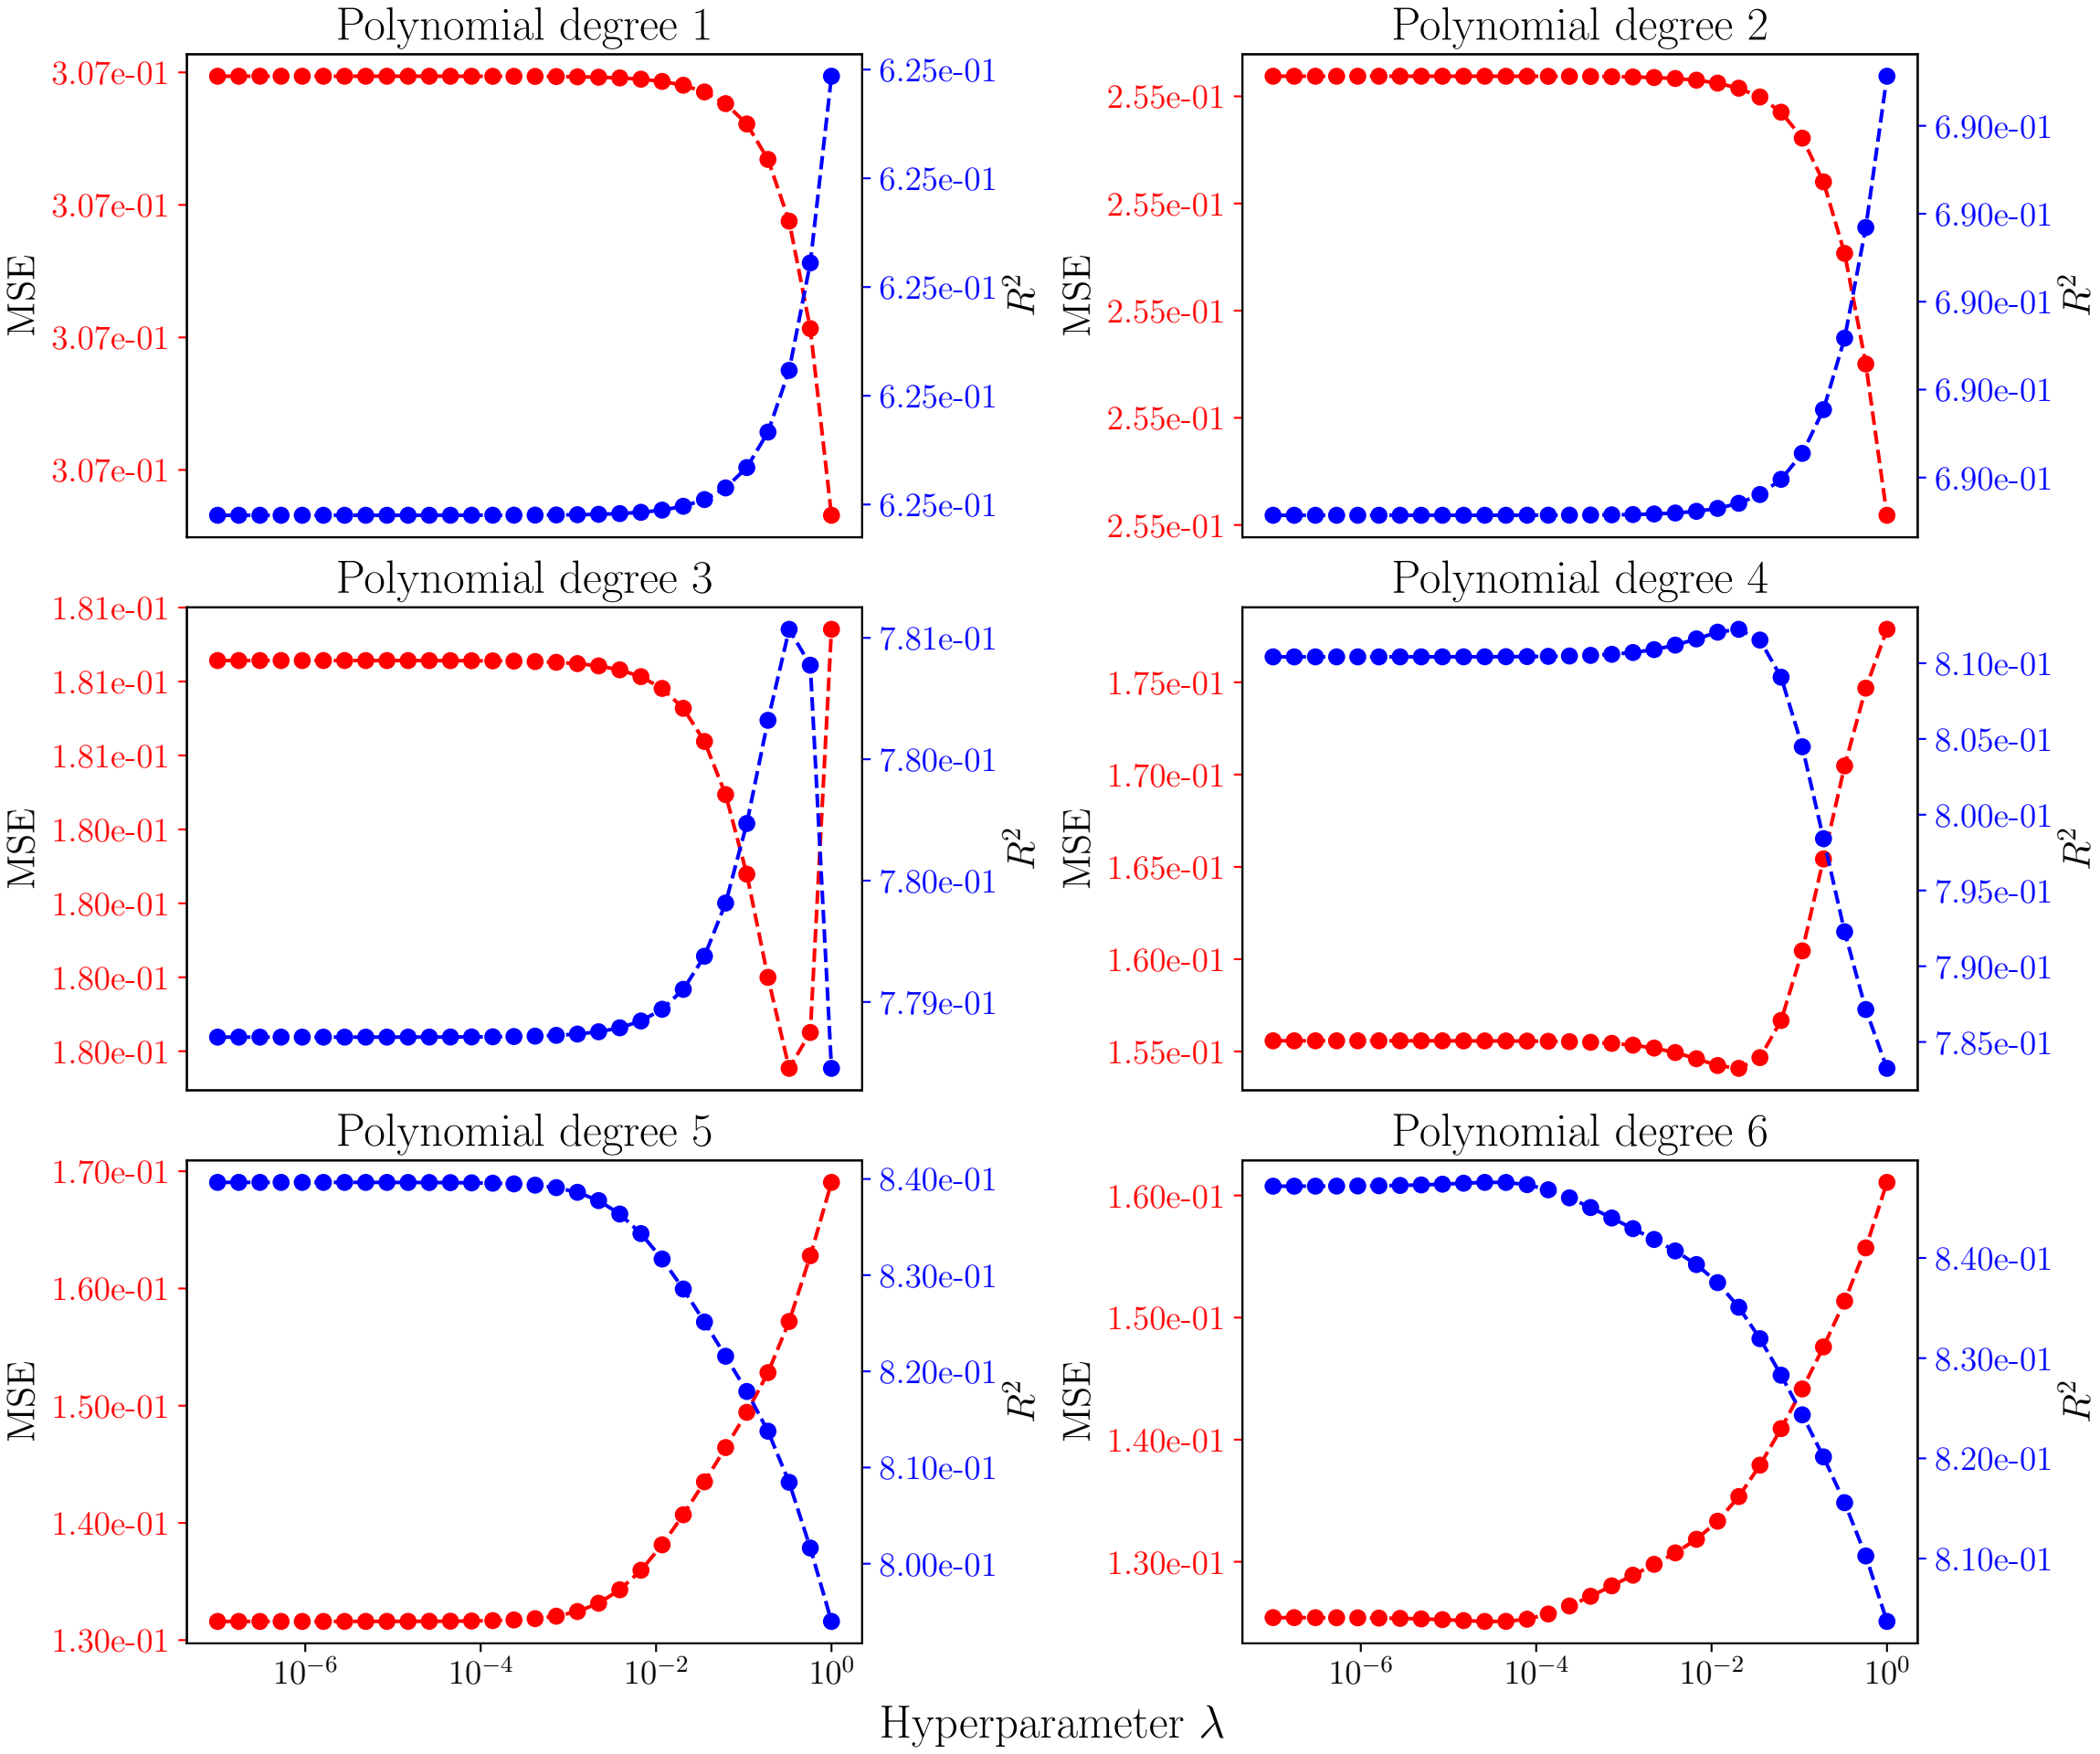 Polynomial degree 1
3.07e-01
3.07e-01
3.07e-01
3.07e-01
MSE
6.25e-01
6.25e-01
6.25e-01
6.25e-01
6.25e-01
R²
Polynomial degree 2
2.55e-01
2.55e-01
2.55e-01
2.55e-01
2.55e-01
MSE
6.90e-01
6.90e-01
6.90e-01
6.90e-01
6.90e-01
R²
Polynomial degree 3
1.81e-01
1.81e-01
1.81e-01
1.80e-01
1.80e-01
1.80e-01
1.80e-01
MSE
7.81e-01
7.80e-01
7.80e-01
7.79e-01
R²
Polynomial degree 4
1.75e-01
1.70e-01
1.65e-01
1.60e-01
1.55e-01
MSE
8.10e-01
8.05e-01
8.00e-01
7.95e-01
7.90e-01
7.85e-01
R²
Polynomial degree 5
1.70e-01
1.60e-01
1.50e-01
1.40e-01
1.30e-01
MSE
8.40e-01
8.30e-01
8.20e-01
8.10e-01
8.00e-01
R²
10⁻⁶ 10⁻⁴ 10⁻² 10⁰
Polynomial degree 6
1.60e-01
1.50e-01
1.40e-01
1.30e-01
MSE
8.40e-01
8.30e-01
8.20e-01
8.10e-01
R²
10⁻⁶ 10⁻⁴ 10⁻² 10⁰
Hyperparameter λ